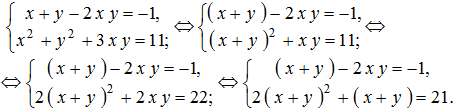 { x + y − 2xy = −1, x² + y² + 3xy = 11; ⇔ { (x + y) − 2xy = −1, (x + y)² + xy = 11; ⇔
⇔ { (x + y) − 2xy = −1, 2(x + y)² + 2xy = 22; ⇔ { (x + y) − 2xy = −1, 2(x + y)² + (x + y) = 21.